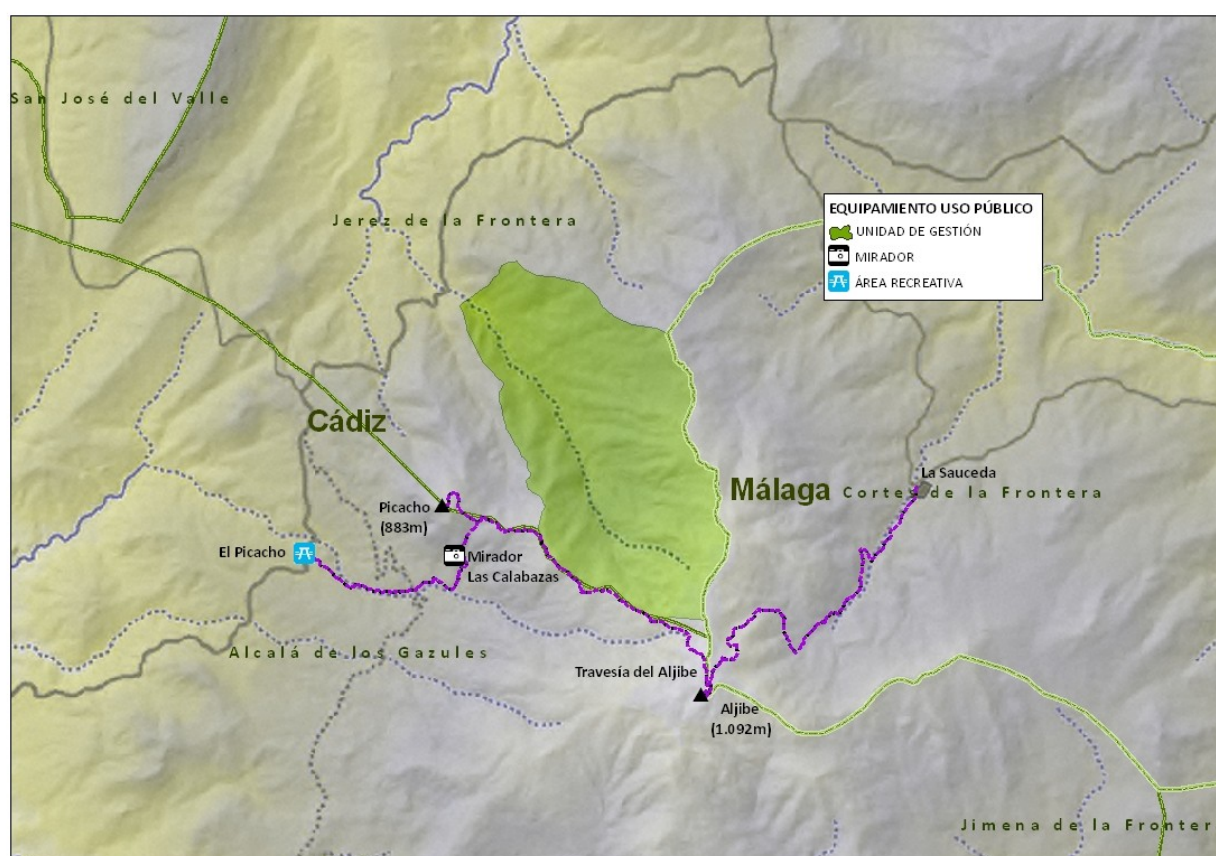 San José del Valle
Jerez de la Frontera
EQUIPAMIENTO USO PÚBLICO
UNIDAD DE GESTIÓN
MIRADOR
ÁREA RECREATIVA
Cádiz
Málaga
La Sauceda
Cortes de la Frontera
Picacho
(883m)
El Picacho
Mirador
Las Calabazas
Alcalá de los Gazules
Travesía del Aljibe
Aljibe
(1.092m)
Jimena de la Fronter